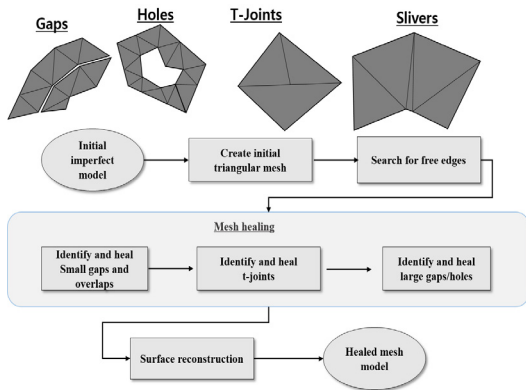 Gaps
Holes
T-Joints
Slivers
Initial
imperfect
model
Create initial
triangular mesh
Search for free edges
Mesh healing
Identify and heal
Small gaps and
overlaps
Identify and heal
t-joints
Identify and heal
large gaps/holes
Surface reconstruction
Healed mesh
model